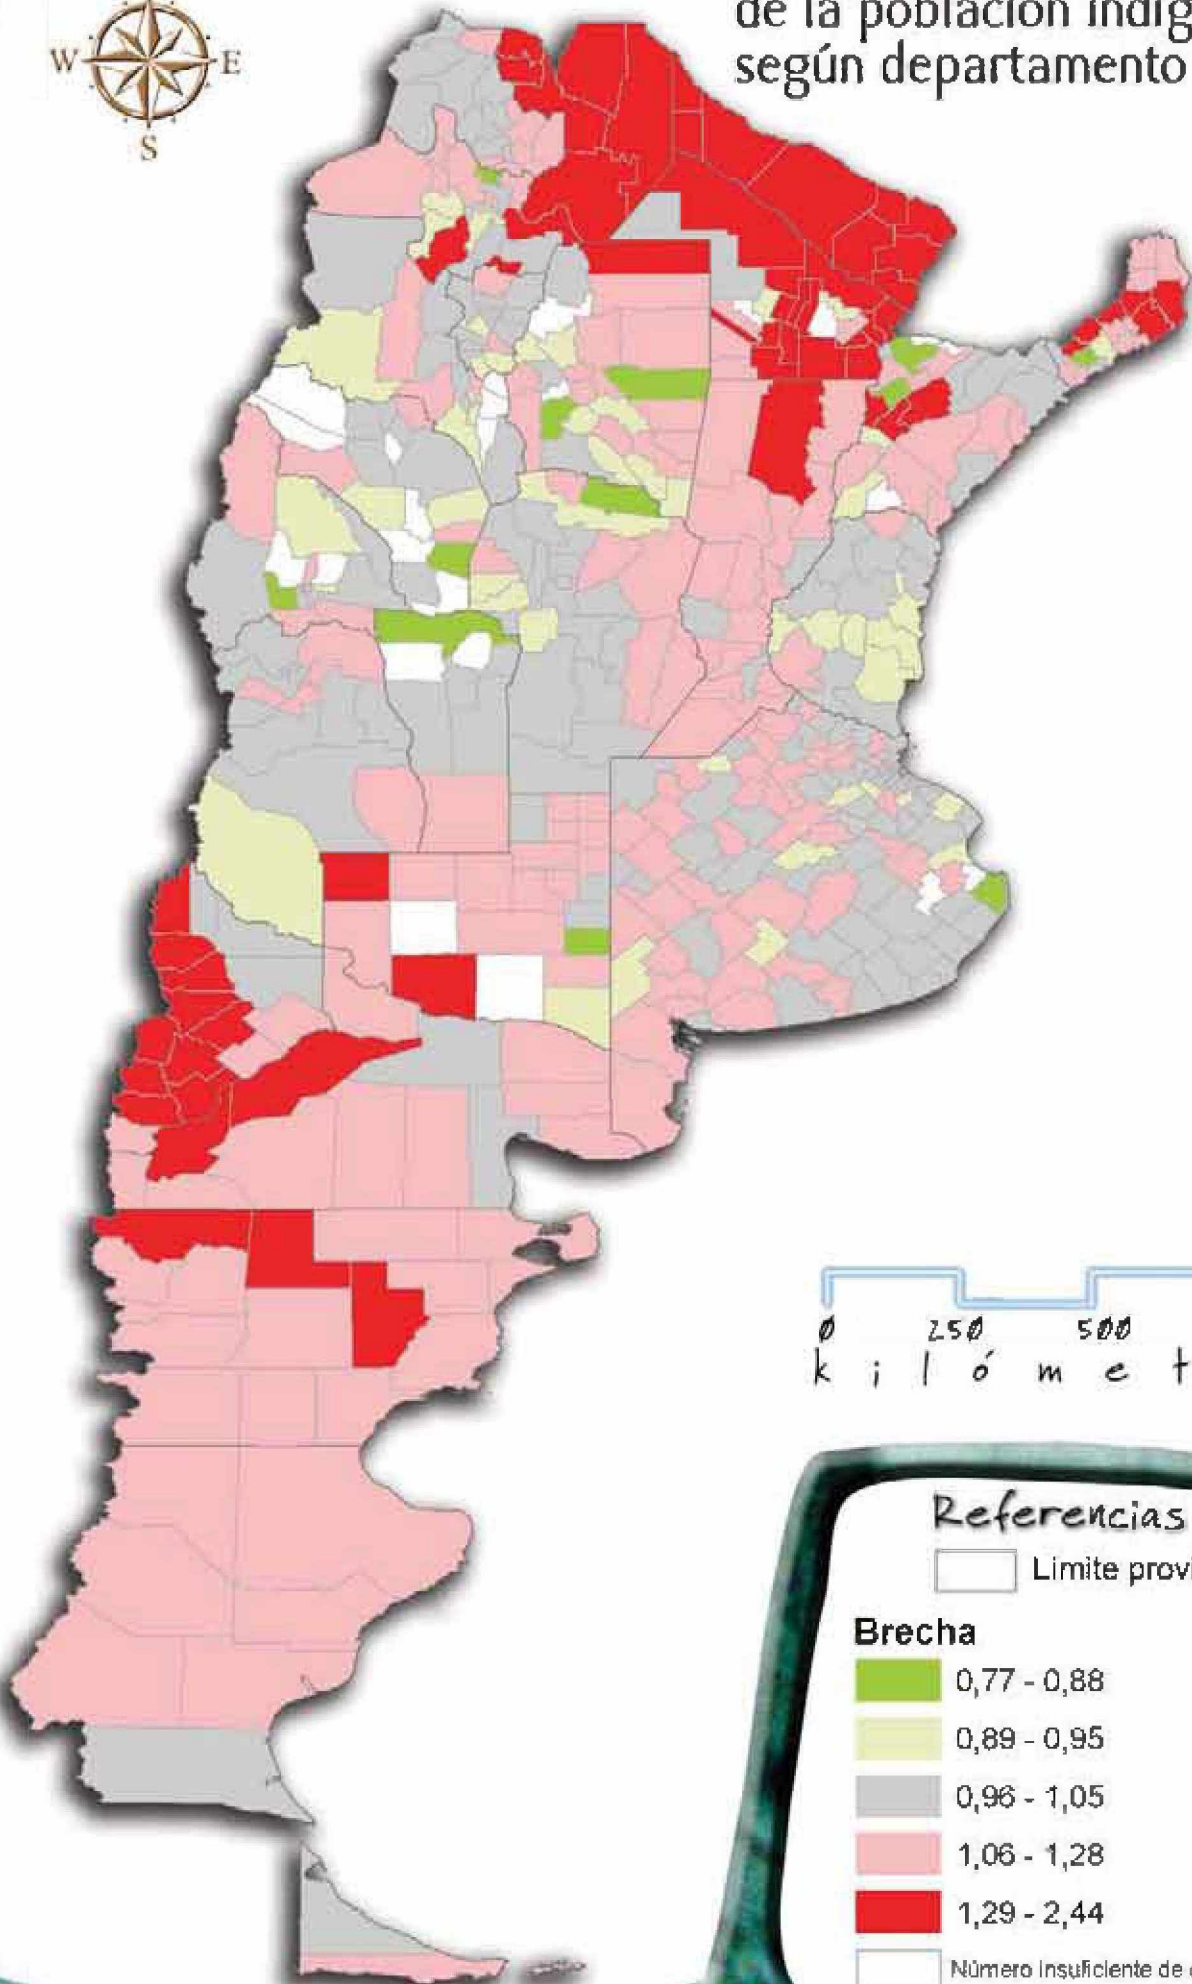 de la población indíg
según departamento
W E
S
0 250 500
k i l ó m e t
Referencias
Limite provi
Brecha
0,77 - 0,88
0,89 - 0,95
0,96 - 1,05
1,06 - 1,28
1,29 - 2,44
Número insuficiente de